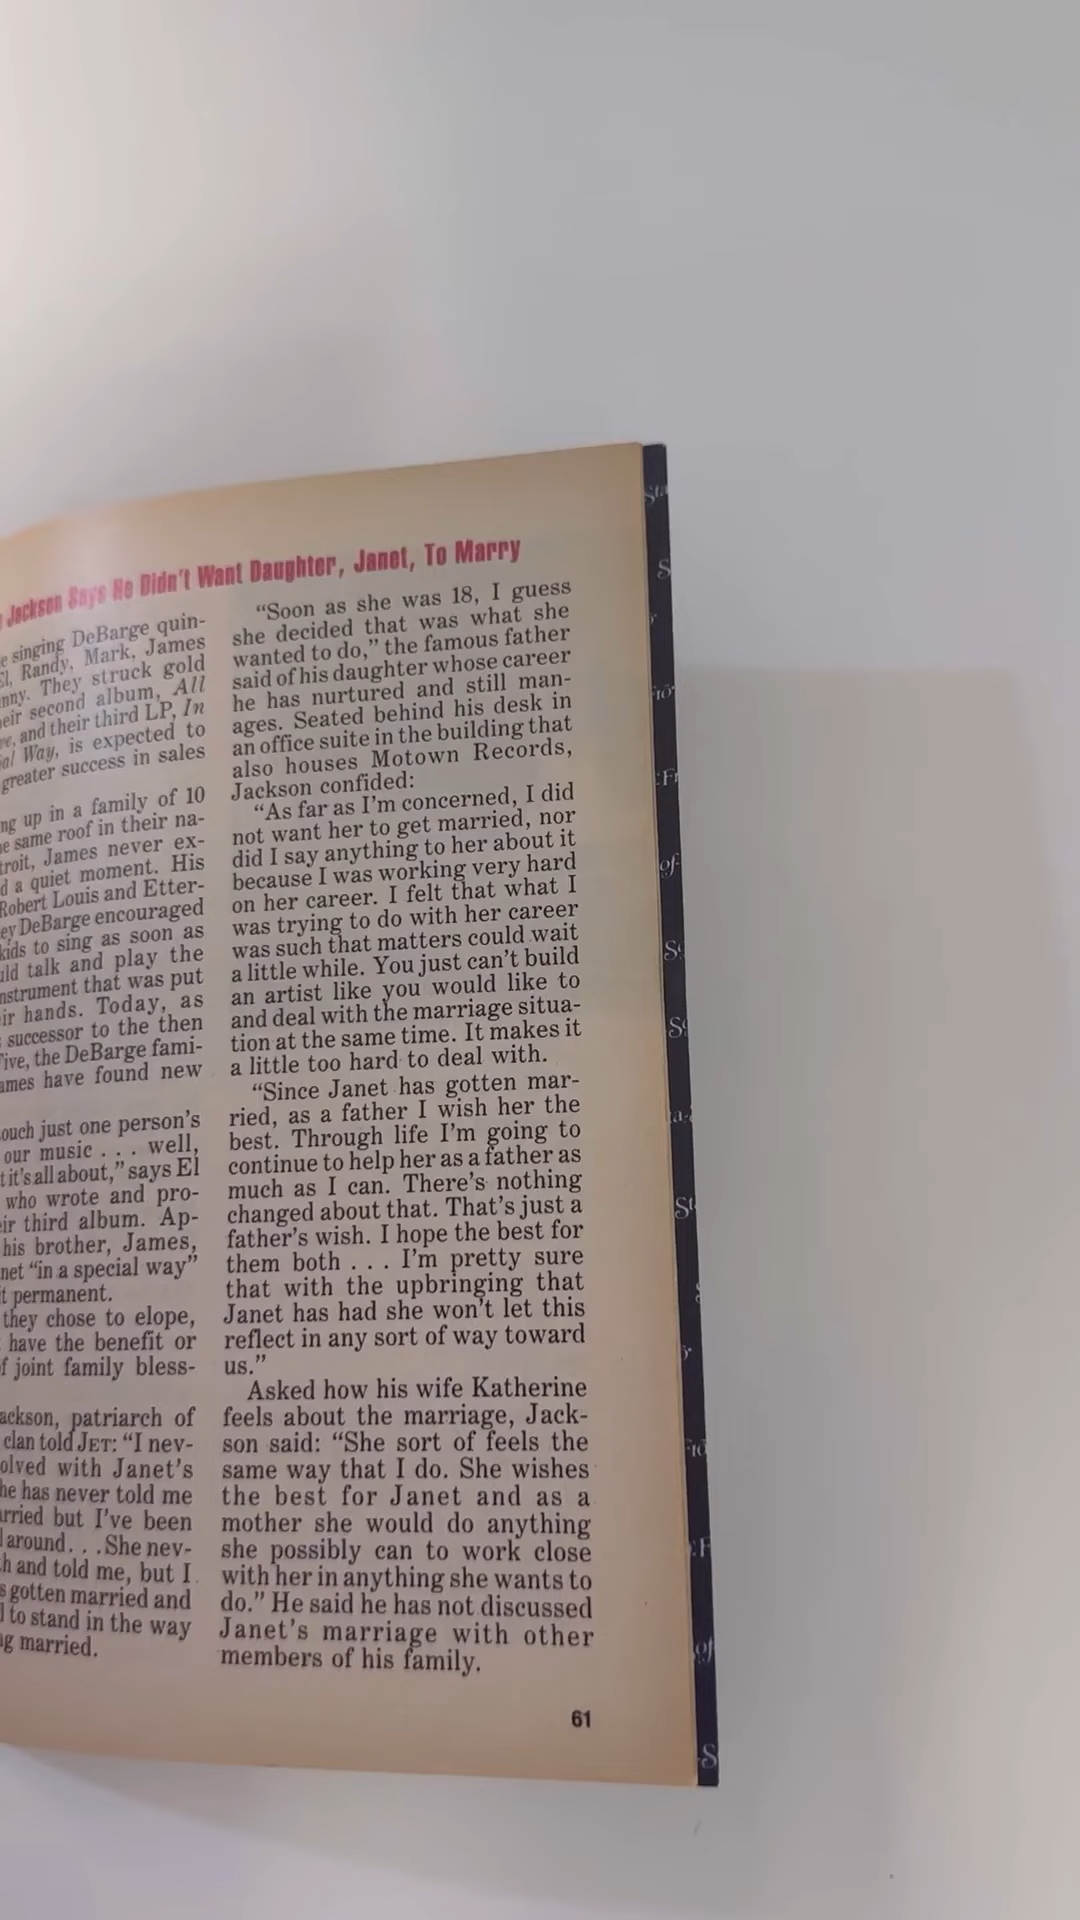 Jackson Says He Didn't Want Daughter, Janet, To Marry
singing DeBarge quin-
Randy, Mark, James
They struck gold
second album, All
and their third LP, In
Way, is expected to
greater success in sales
up in a family of 10
same roof in their na-
James never ex-
a quiet moment. His
Robert Louis and Etter-
DeBarge encouraged
kids to sing as soon as
talk and play the
instrument that was put
hands. Today, as
successor to the then
the DeBarge fami-
have found new
just one person's
our music . . . well,
it's all about," says El
who wrote and pro-
third album. Ap-
his brother, James,
"in a special way"
permanent.
they chose to elope,
have the benefit or
joint family bless-
patriarch of
clan told JET: "I nev-
with Janet's
has never told me
but I've been
around. . .She nev-
and told me, but I
gotten married and
to stand in the way
married.
"Soon as she was 18, I guess
she decided that was what she
wanted to do," the famous father
said of his daughter whose career
he has nurtured and still man-
ages. Seated behind his desk in
an office suite in the building that
also houses Motown Records,
Jackson confided:
"As far as I'm concerned, I did
not want her to get married, nor
did I say anything to her about it
because I was working very hard
on her career. I felt that what I
was trying to do with her career
was such that matters could wait
a little while. You just can't build
an artist like you would like to
and deal with the marriage situa-
tion at the same time. It makes it
a little too hard to deal with.
"Since Janet has gotten mar-
ried, as a father I wish her the
best. Through life I'm going to
continue to help her as a father as
much as I can. There's nothing
changed about that. That's just a
father's wish. I hope the best for
them both . . . I'm pretty sure
that with the upbringing that
Janet has had she won't let this
reflect in any sort of way toward
us."
Asked how his wife Katherine
feels about the marriage, Jack-
son said: "She sort of feels the
same way that I do. She wishes
the best for Janet and as a
mother she would do anything
she possibly can to work close
with her in anything she wants to
do." He said he has not discussed
Janet's marriage with other
members of his family.
61